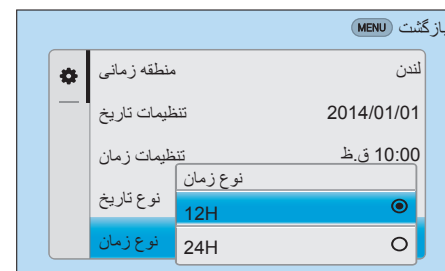 بازگشت MENU
منطقه زمانی لندن
تنظیمات تاریخ 2014/01/01
تنظیمات زمان 10:00 ق.ظ
نوع تاریخ
نوع زمان
نوع زمان
12H
24H